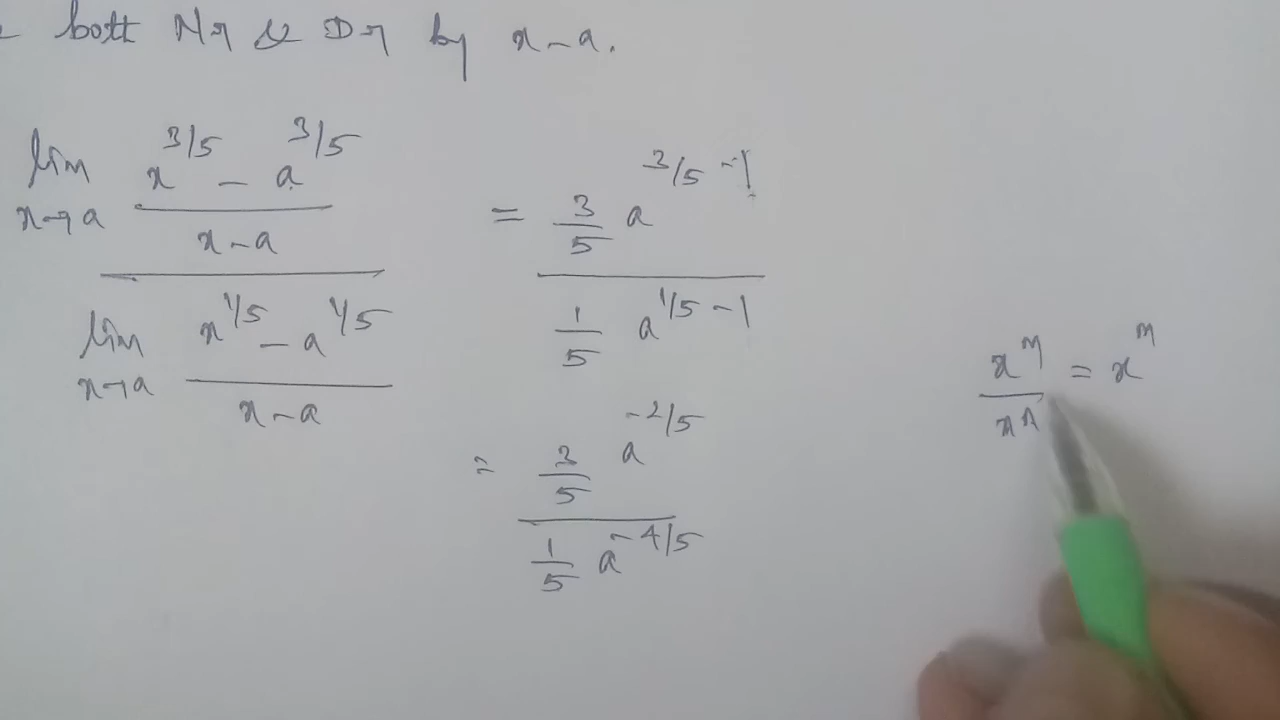 both Nr & Dr by x-a.
lim x→a (x^3/5 - a^3/5)/(x-a) / lim x→a (x^1/5 - a^1/5)/(x-a) = (3/5 a^3/5 -1)/(1/5 a^1/5 -1)
= (3/5 a^-2/5)/(1/5 a^-4/5)
x^m/x^n = x^m